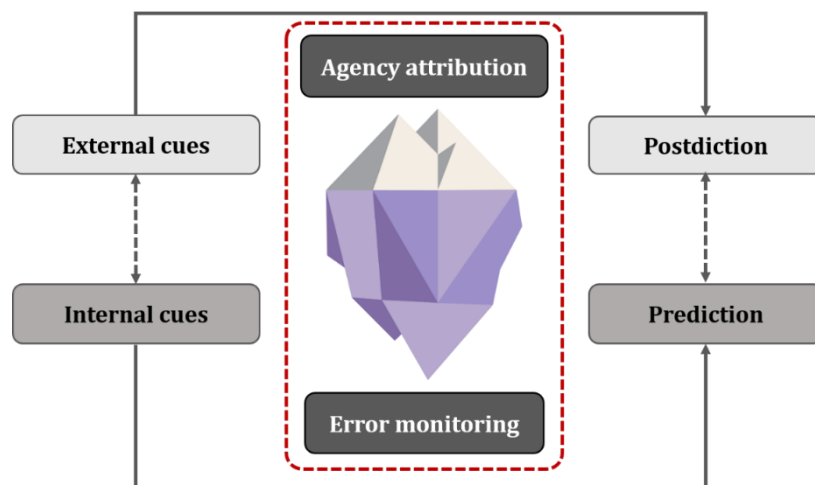 Agency attribution
External cues
Postdiction
Internal cues
Prediction
Error monitoring